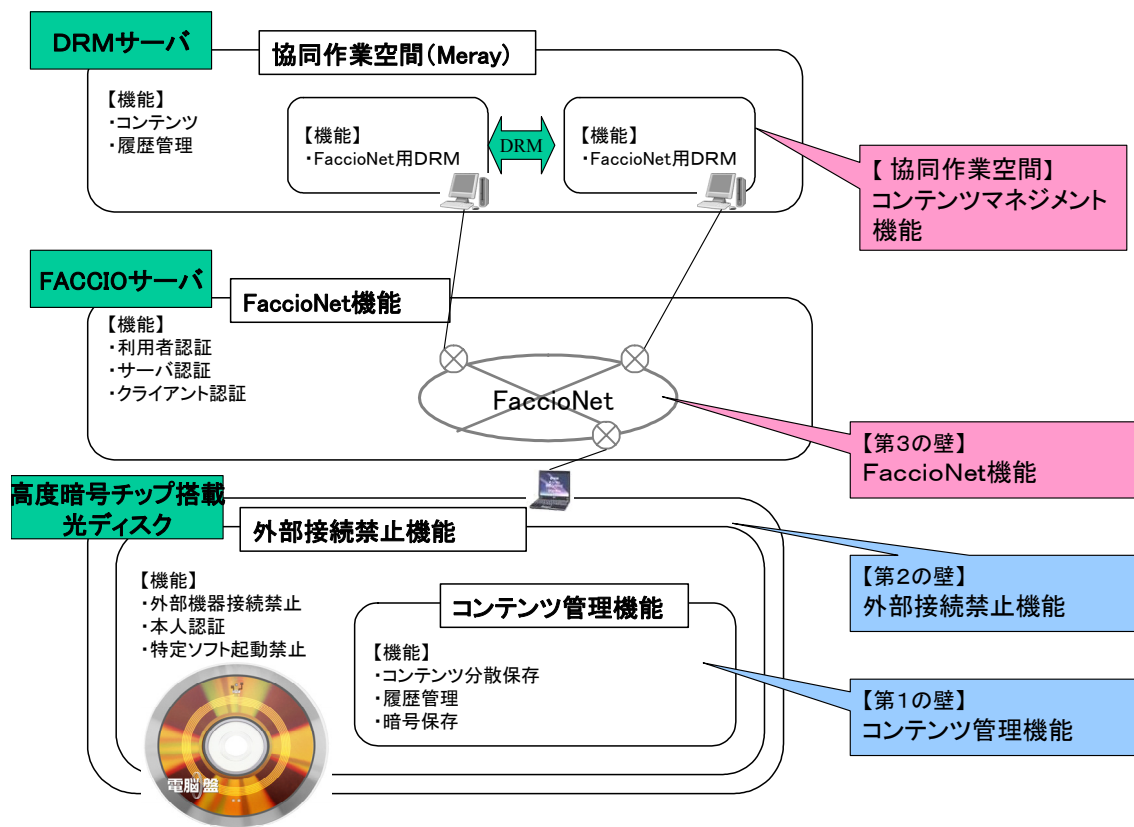 DRMサーバ
協同作業空間(Meray)
【機能】
・コンテンツ
・履歴管理
【機能】
・FaccioNet用DRM
DRM
【機能】
・FaccioNet用DRM
【 協同作業空間】
コンテンツマネジメント
機能
FACCIOサーバ
FaccioNet機能
【機能】
・利用者認証
・サーバ認証
・クライアント認証
FaccioNet
【第3の壁】
FaccioNet機能
高度暗号チップ搭載
光ディスク
外部接続禁止機能
【機能】
・外部機器接続禁止
・本人認証
・特定ソフト起動禁止
コンテンツ管理機能
【機能】
・コンテンツ分散保存
・履歴管理
・暗号保存
【第2の壁】
外部接続禁止機能
【第1の壁】
コンテンツ管理機能
電脳盤